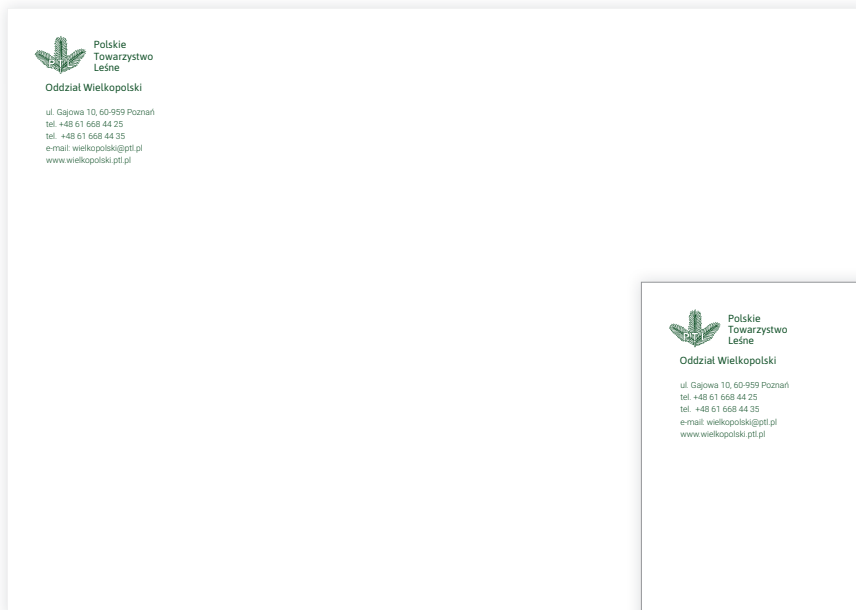 PTL
Polskie
Towarzystwo
Leśne
Oddział Wielkopolski
ul. Gajowa 10, 60-959 Poznań
tel. +48 61 668 44 25
tel. +48 61 668 44 35
e-mail: wielkopolski@ptl.pl
www.wielkopolski.ptl.pl
PTL
Polskie
Towarzystwo
Leśne
Oddział Wielkopolski
ul. Gajowa 10, 60-959 Poznań
tel. +48 61 668 44 25
tel. +48 61 668 44 35
e-mail: wielkopolski@ptl.pl
www.wielkopolski.ptl.pl